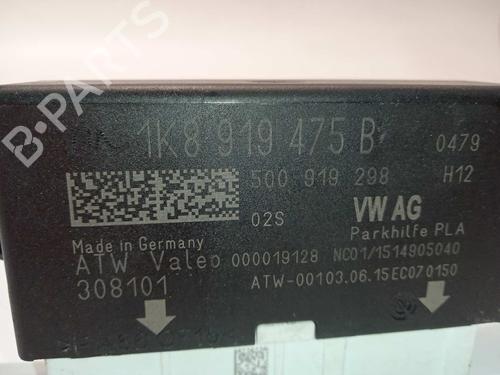 B-PARTS
1K8 919 475 B
0479
5Q0 919 298
H12
02S
VW AG
Parkhilfe PLA
Made in Germany
ATW Valeo 000019128 NC01/1514905040
308101
ATW-00103.06.15EC070150